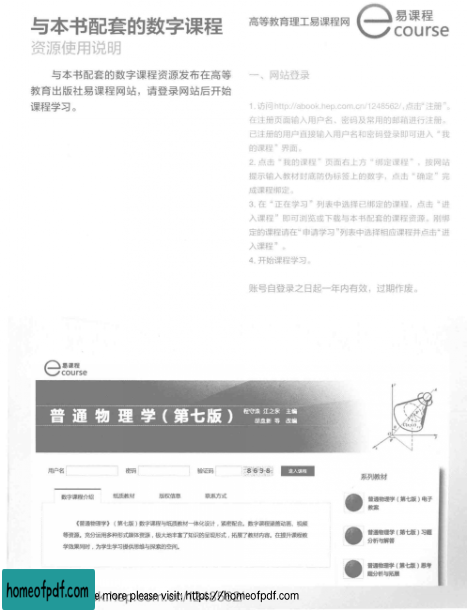 与本书配套的数字课程
资源使用说明
与本书配套的数字课程资源发布在高等
教育出版社易课程网站，请登录网站后开始
课程学习。
高等教育理工易课程网
易课程
ecourse
一、网站登录
1. 访问http://abook.hep.com.cn/1248562/，点击“注册”。
在注册页面输入用户名、密码及常用的邮箱进行注册。
已注册的用户直接输入用户名和密码登录即可进入“我
的课程”界面。
2. 点击“我的课程”页面右上方“绑定课程”，按网站
提示输入教材封底防伪标签上的数字，点击“确定”完
成课程绑定。
3. 在“正在学习”列表中选择已绑定的课程，点击“进
入课程”即可浏览或下载与本书配套的课程资源。刚绑
定的课程请在“申请学习”列表中选择相应课程并点击“进
入课程”。
4. 开始课程学习。
账号自登录之日起一年内有效，过期作废。
易课程
ecourse
普通物理学（第七版）
程守洙 江之永 主编
等 改编
用户名
密码
验证码
8696
进入课程
数字课程介绍
纸质教材
版权信息
联系方式
《普通物理学》（第七版）数字课程与纸质教材一体化设计，紧密配合。数字课程涵盖动画、视频
等资源。充分运用多种形式媒体资源，极大地丰富了知识的呈现形式，拓展了教材内容。在提升课程教
学效果同时，为学生学习提供思维与探索的空间。
系列教材
普通物理学（第七版）电子
教案
普通物理学（第七版）习题
分析与解答
普通物理学（第七版）思考
题分析与拓展
homeofpdf.com
e more please visit: https://homeofpdf.com